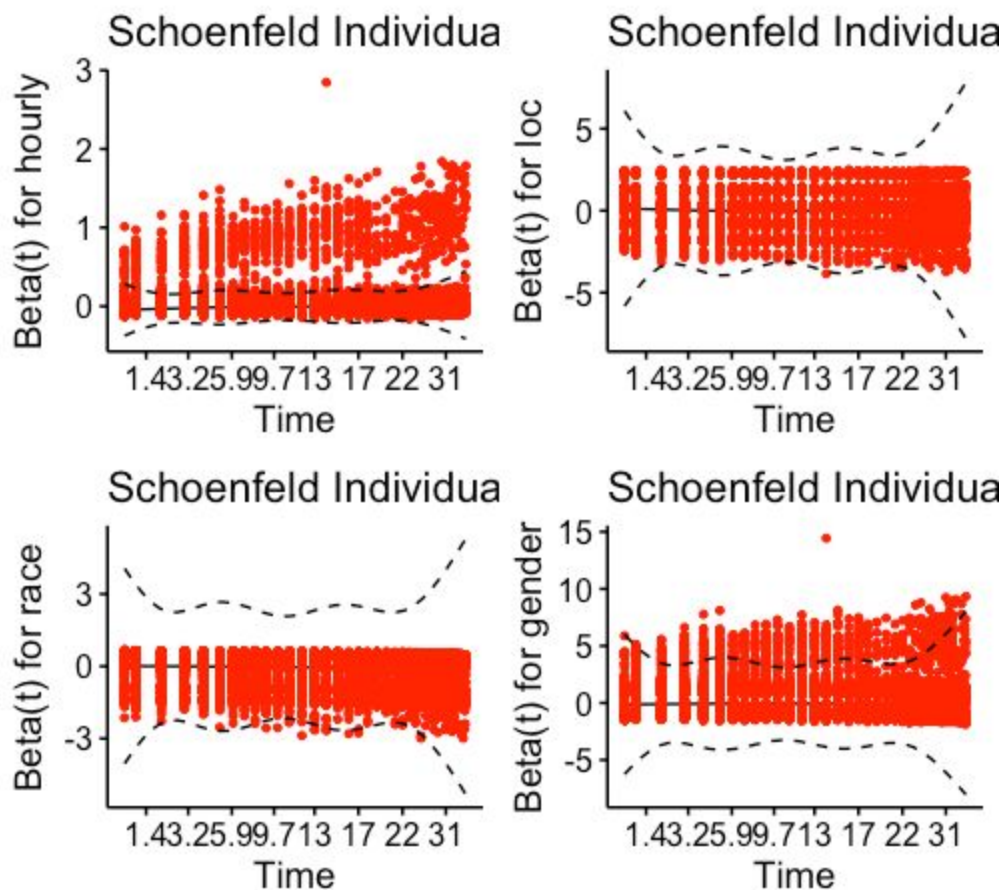 Schoenfeld Individua
Beta(t) for hourly
3
2
1
0
1.43.25.99.713 17 22 31
Time
Schoenfeld Individua
Beta(t) for loc
5
0
-5
1.43.25.99.713 17 22 31
Time
Schoenfeld Individua
Beta(t) for race
3
0
-3
1.43.25.99.713 17 22 31
Time
Schoenfeld Individua
Beta(t) for gender
15
10
5
0
-5
1.43.25.99.713 17 22 31
Time